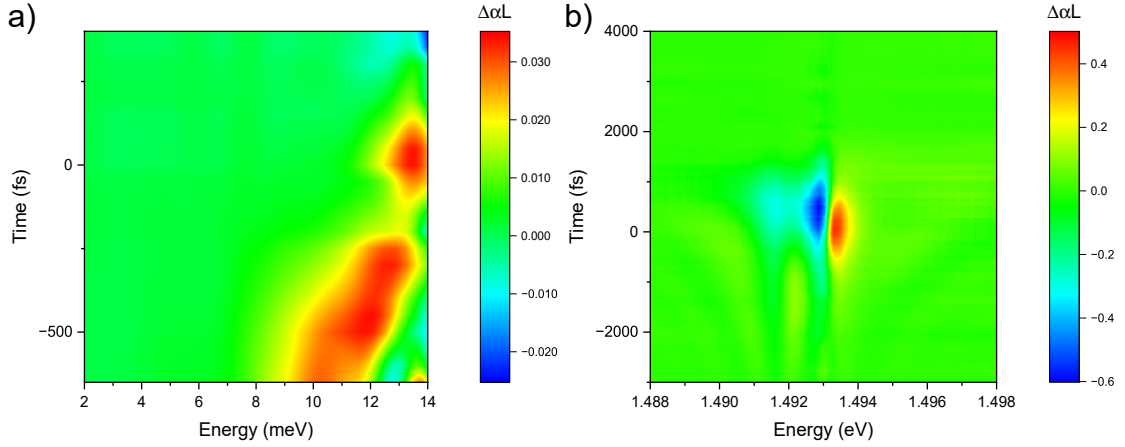 a)
ΔαL
0.030
0.020
0.010
0.000
−0.010
−0.020
0
−500
Time (fs)
2 4 6 8 10 12 14
Energy (meV)
b)
ΔαL
4000
2000
0
−2000
Time (fs)
0.4
0.2
0.0
−0.2
−0.4
−0.6
1.488 1.490 1.492 1.494 1.496 1.498
Energy (eV)